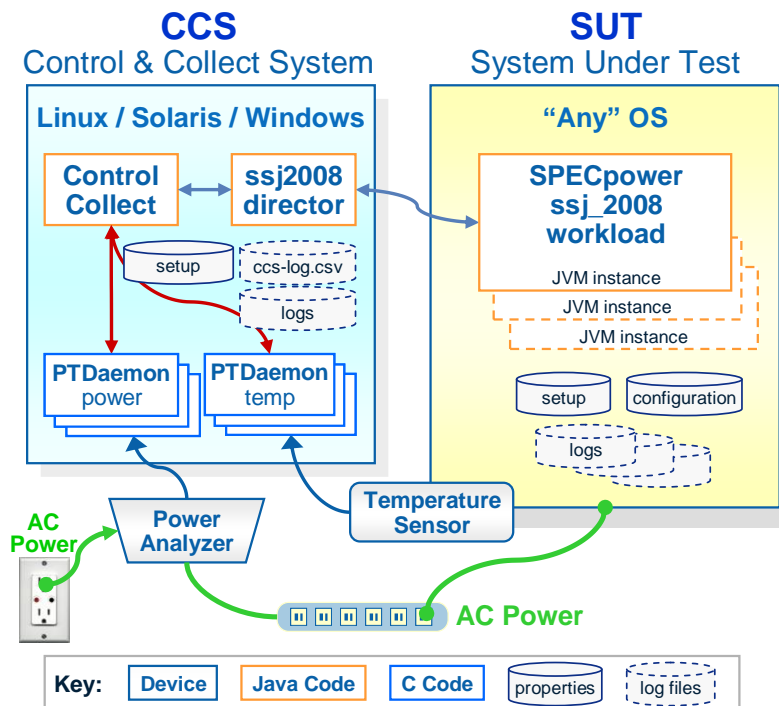 CCS
Control & Collect System
SUT
System Under Test
Linux / Solaris / Windows
Control
Collect
ssj2008
director
setup
ccs-log.csv
logs
PTDaemon
power
PTDaemon
temp
“Any” OS
SPECpower
ssj_2008
workload
JVM instance
JVM instance
JVM instance
setup
configuration
logs
Power
Analyzer
Temperature
Sensor
AC
Power
AC Power
Key:
Device
Java Code
C Code
properties
log files